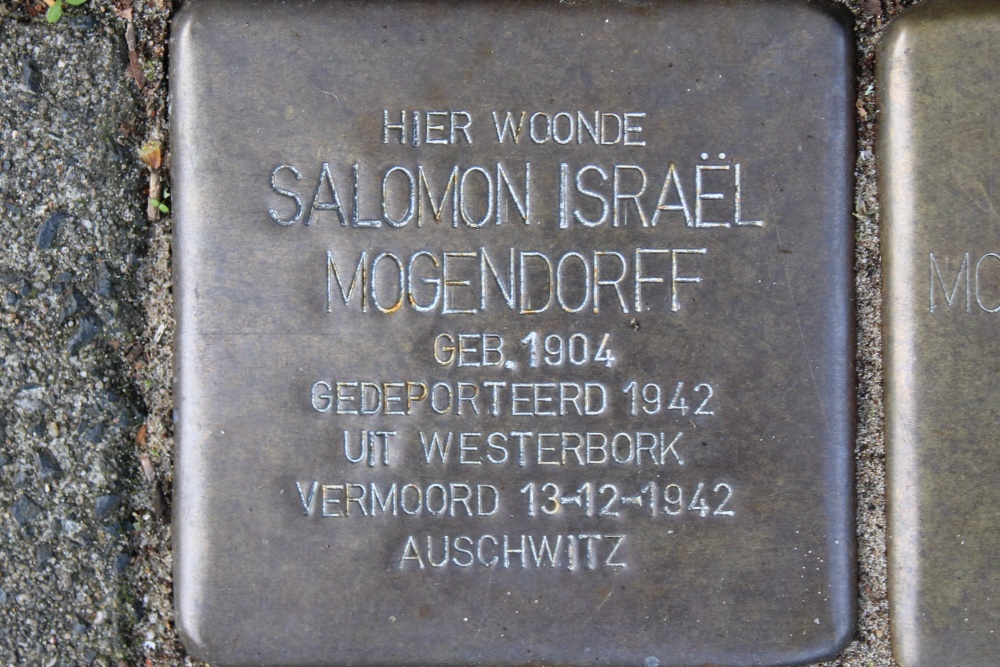 HIER WOONDE
SALOMON ISRAËL
MOGENDORFF
GEB. 1904
GEDEPORTEERD 1942
UIT WESTERBORK
VERMOORD 13-12-1942
AUSCHWITZ